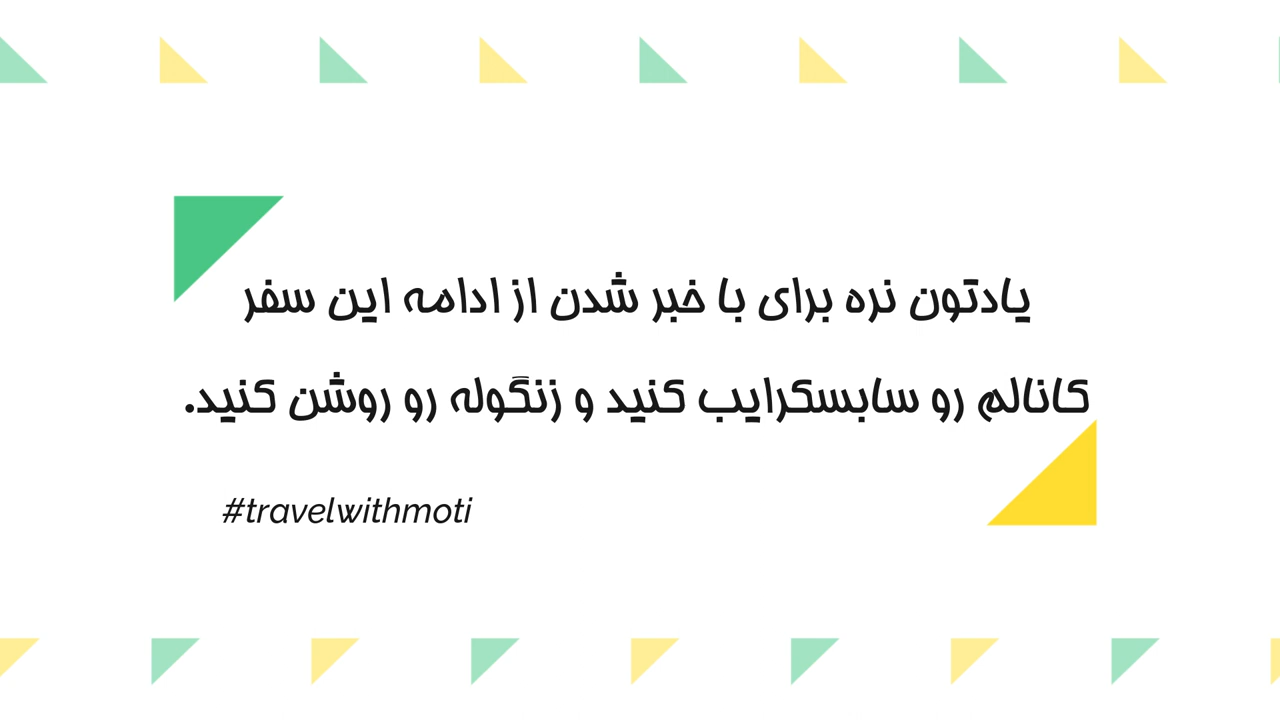 یادتون نره برای با خبر شدن از ادامه این سفر
کانالم رو سابسکرایب کنید و زنگوله رو روشن کنید.
#travelwithmoti